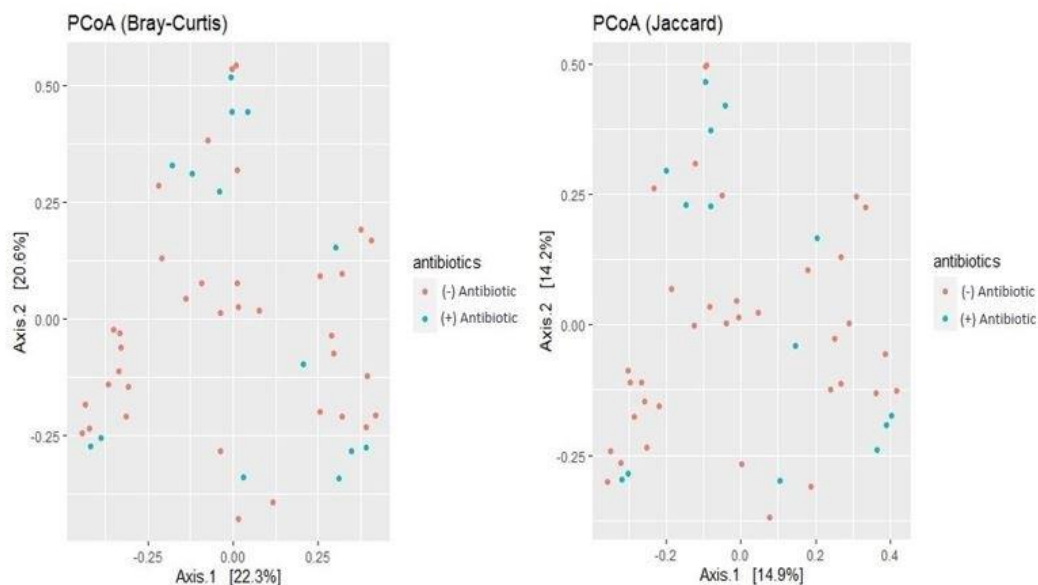 PCoA (Bray-Curtis)
0.50
0.25
0.00
-0.25
Axis.2 [20.6%]
-0.25
0.00
0.25
Axis.1 [22.3%]
antibiotics
(-) Antibiotic
(+) Antibiotic
PCoA (Jaccard)
0.50
0.25
0.00
-0.25
Axis.2 [14.2%]
-0.2
0.0
0.2
0.4
Axis.1 [14.9%]
antibiotics
(-) Antibiotic
(+) Antibiotic